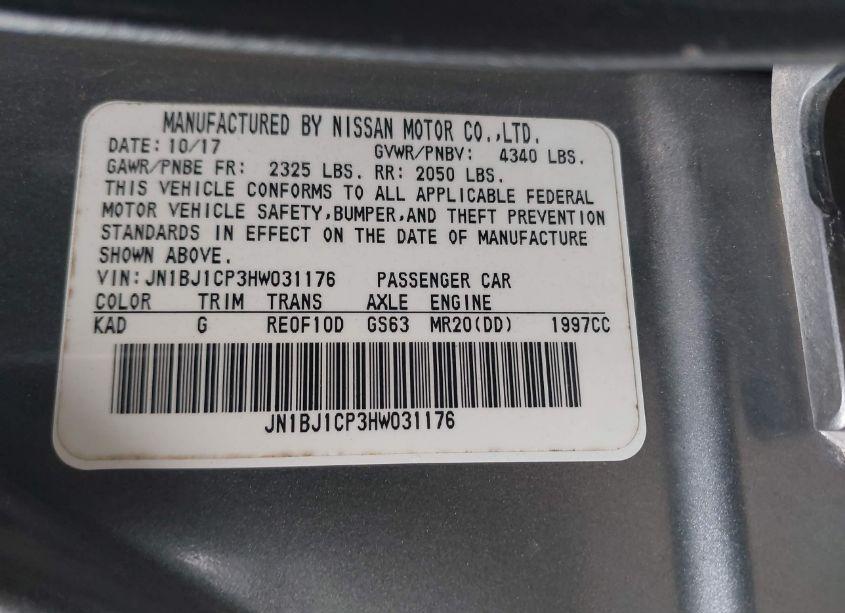 MANUFACTURED BY NISSAN MOTOR CO.,LTD.
DATE: 10/17 GVWR/PNBV: 4340 LBS.
GAWR/PNBE FR: 2325 LBS. RR: 2050 LBS.
THIS VEHICLE CONFORMS TO ALL APPLICABLE FEDERAL
MOTOR VEHICLE SAFETY,BUMPER,AND THEFT PREVENTION
STANDARDS IN EFFECT ON THE DATE OF MANUFACTURE
SHOWN ABOVE.
VIN:JN1BJ1CP3HW031176 PASSENGER CAR
COLOR TRIM TRANS AXLE ENGINE
KAD G RE0F10D GS63 MR20(DD) 1997CC
JN1BJ1CP3HW031176